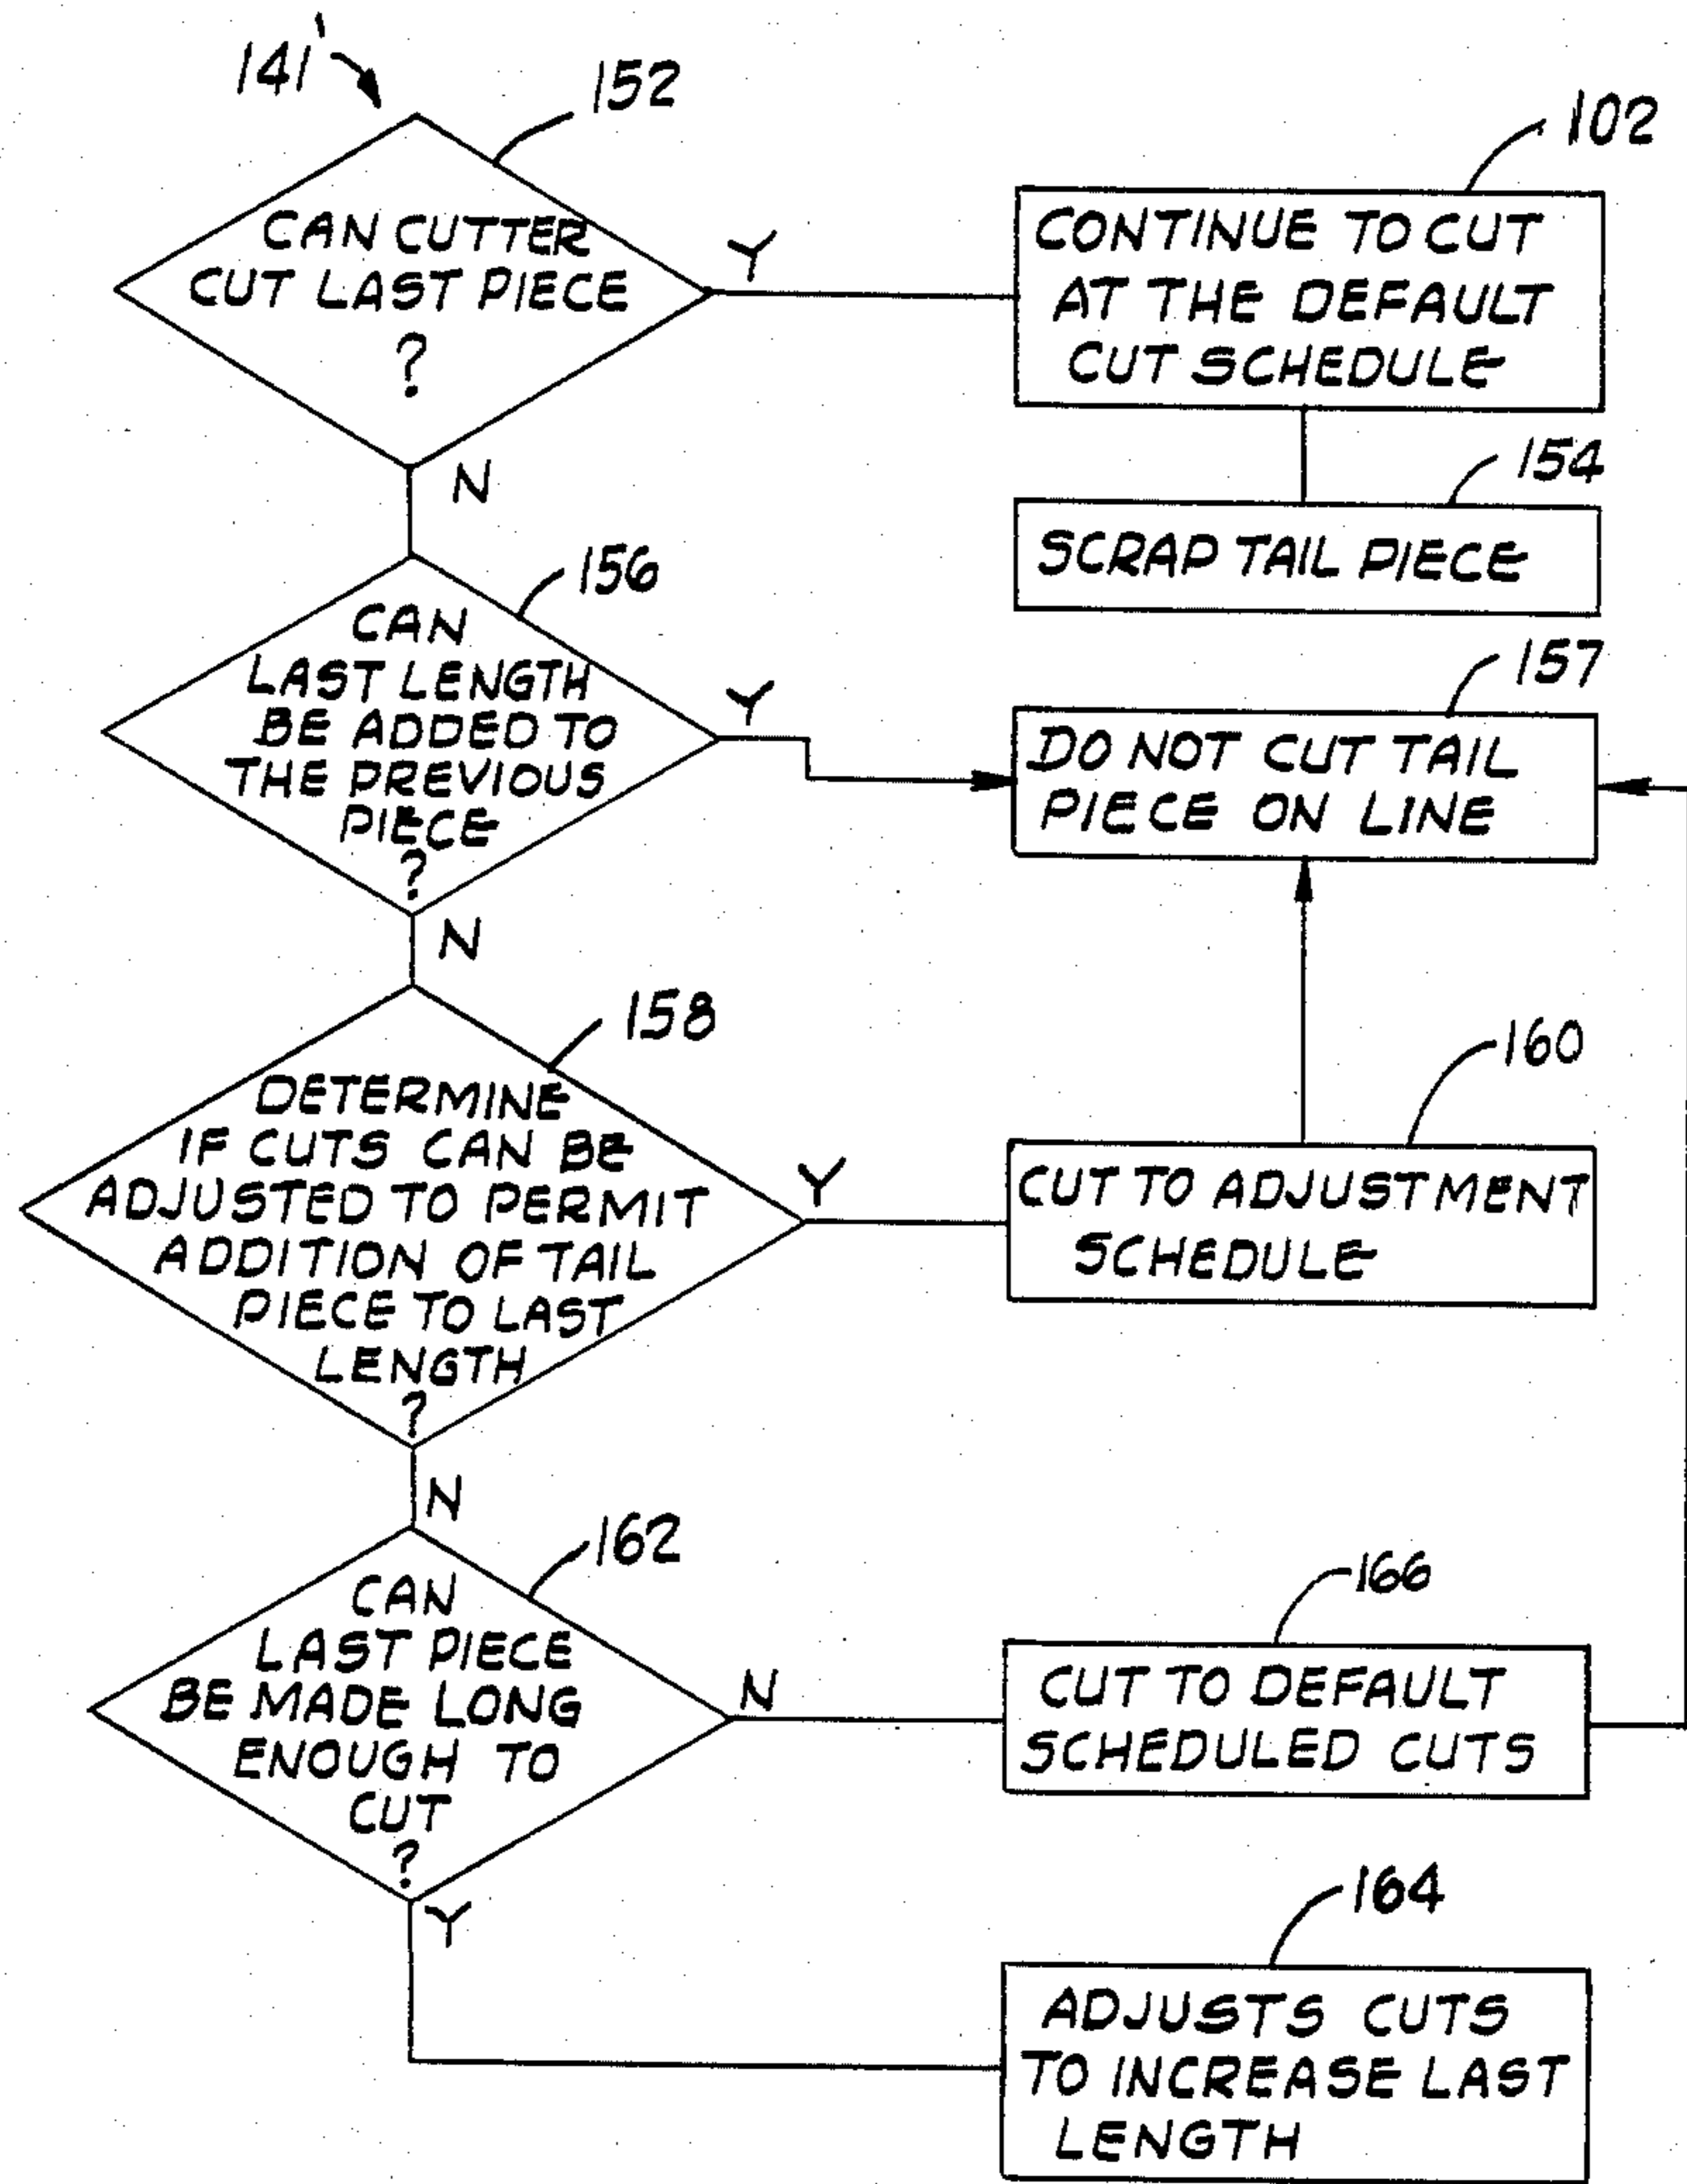 141'
152
CAN CUTTER
CUT LAST PIECE
?
Y
N
102
CONTINUE TO CUT
AT THE DEFAULT
CUT SCHEDULE
154
SCRAP TAIL PIECE
156
CAN
LAST LENGTH
BE ADDED TO
THE PREVIOUS
PIECE
?
Y
N
157
DO NOT CUT TAIL
PIECE ON LINE
158
DETERMINE
IF CUTS CAN BE
ADJUSTED TO PERMIT
ADDITION OF TAIL
PIECE TO LAST
LENGTH
?
Y
N
160
CUT TO ADJUSTMENT
SCHEDULE
162
CAN
LAST PIECE
BE MADE LONG
ENOUGH TO
CUT
?
N
Y
166
CUT TO DEFAULT
SCHEDULED CUTS
164
ADJUSTS CUTS
TO INCREASE LAST
LENGTH